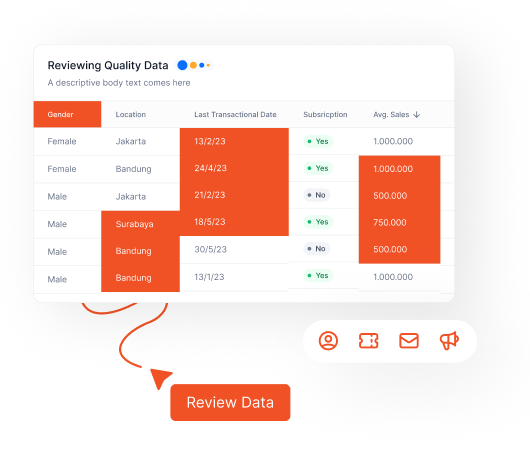 Reviewing Quality Data
A descriptive body text comes here
Gender Location Last Transactional Date Subsricption Avg. Sales
Female Jakarta 13/2/23 Yes 1.000.000
Female Bandung 24/4/23 Yes 1.000.000
Male Jakarta 21/2/23 No 500.000
Male Surabaya 18/5/23 Yes 750.000
Male Bandung 30/5/23 No 500.000
Male Bandung 13/1/23 Yes 1.000.000
Review Data